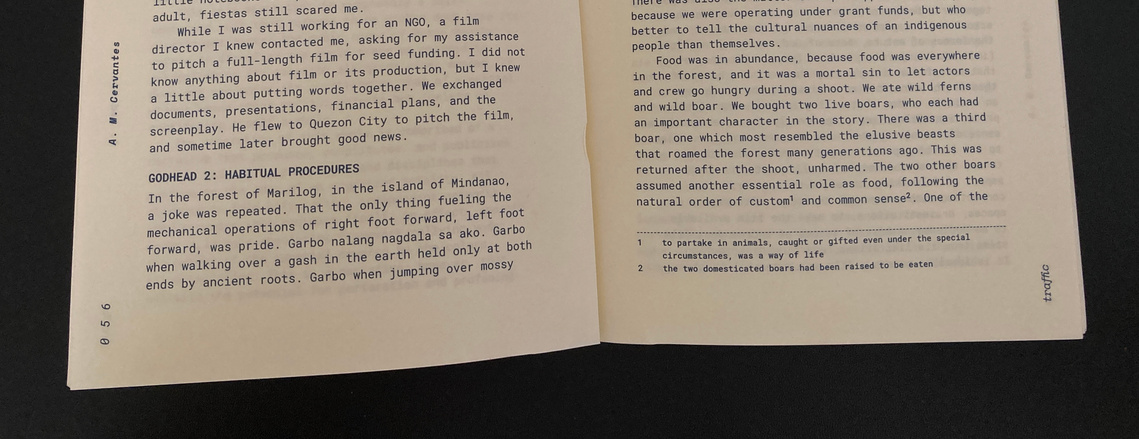 adult, fiestas still scared me.
While I was still working for an NGO, a film
director I knew contacted me, asking for my assistance
to pitch a full-length film for seed funding. I did not
know anything about film or its production, but I knew
a little about putting words together. We exchanged
documents, presentations, financial plans, and the
screenplay. He flew to Quezon City to pitch the film,
and sometime later brought good news.
GODHEAD 2: HABITUAL PROCEDURES
In the forest of Marilog, in the island of Mindanao,
a joke was repeated. That the only thing fueling the
mechanical operations of right foot forward, left foot
forward, was pride. Garbo nalang nagdala sa ako. Garbo
when walking over a gash in the earth held only at both
ends by ancient roots. Garbo when jumping over mossy
A. M. Cervantes
056
because we were operating under grant funds, but who
better to tell the cultural nuances of an indigenous
people than themselves.
Food was in abundance, because food was everywhere
in the forest, and it was a mortal sin to let actors
and crew go hungry during a shoot. We ate wild ferns
and wild boar. We bought two live boars, who each had
an important character in the story. There was a third
boar, one which most resembled the elusive beasts
that roamed the forest many generations ago. This was
returned after the shoot, unharmed. The two other boars
assumed another essential role as food, following the
natural order of custom¹ and common sense². One of the
1 to partake in animals, caught or gifted even under the special
circumstances, was a way of life
2 the two domesticated boars had been raised to be eaten
traffic